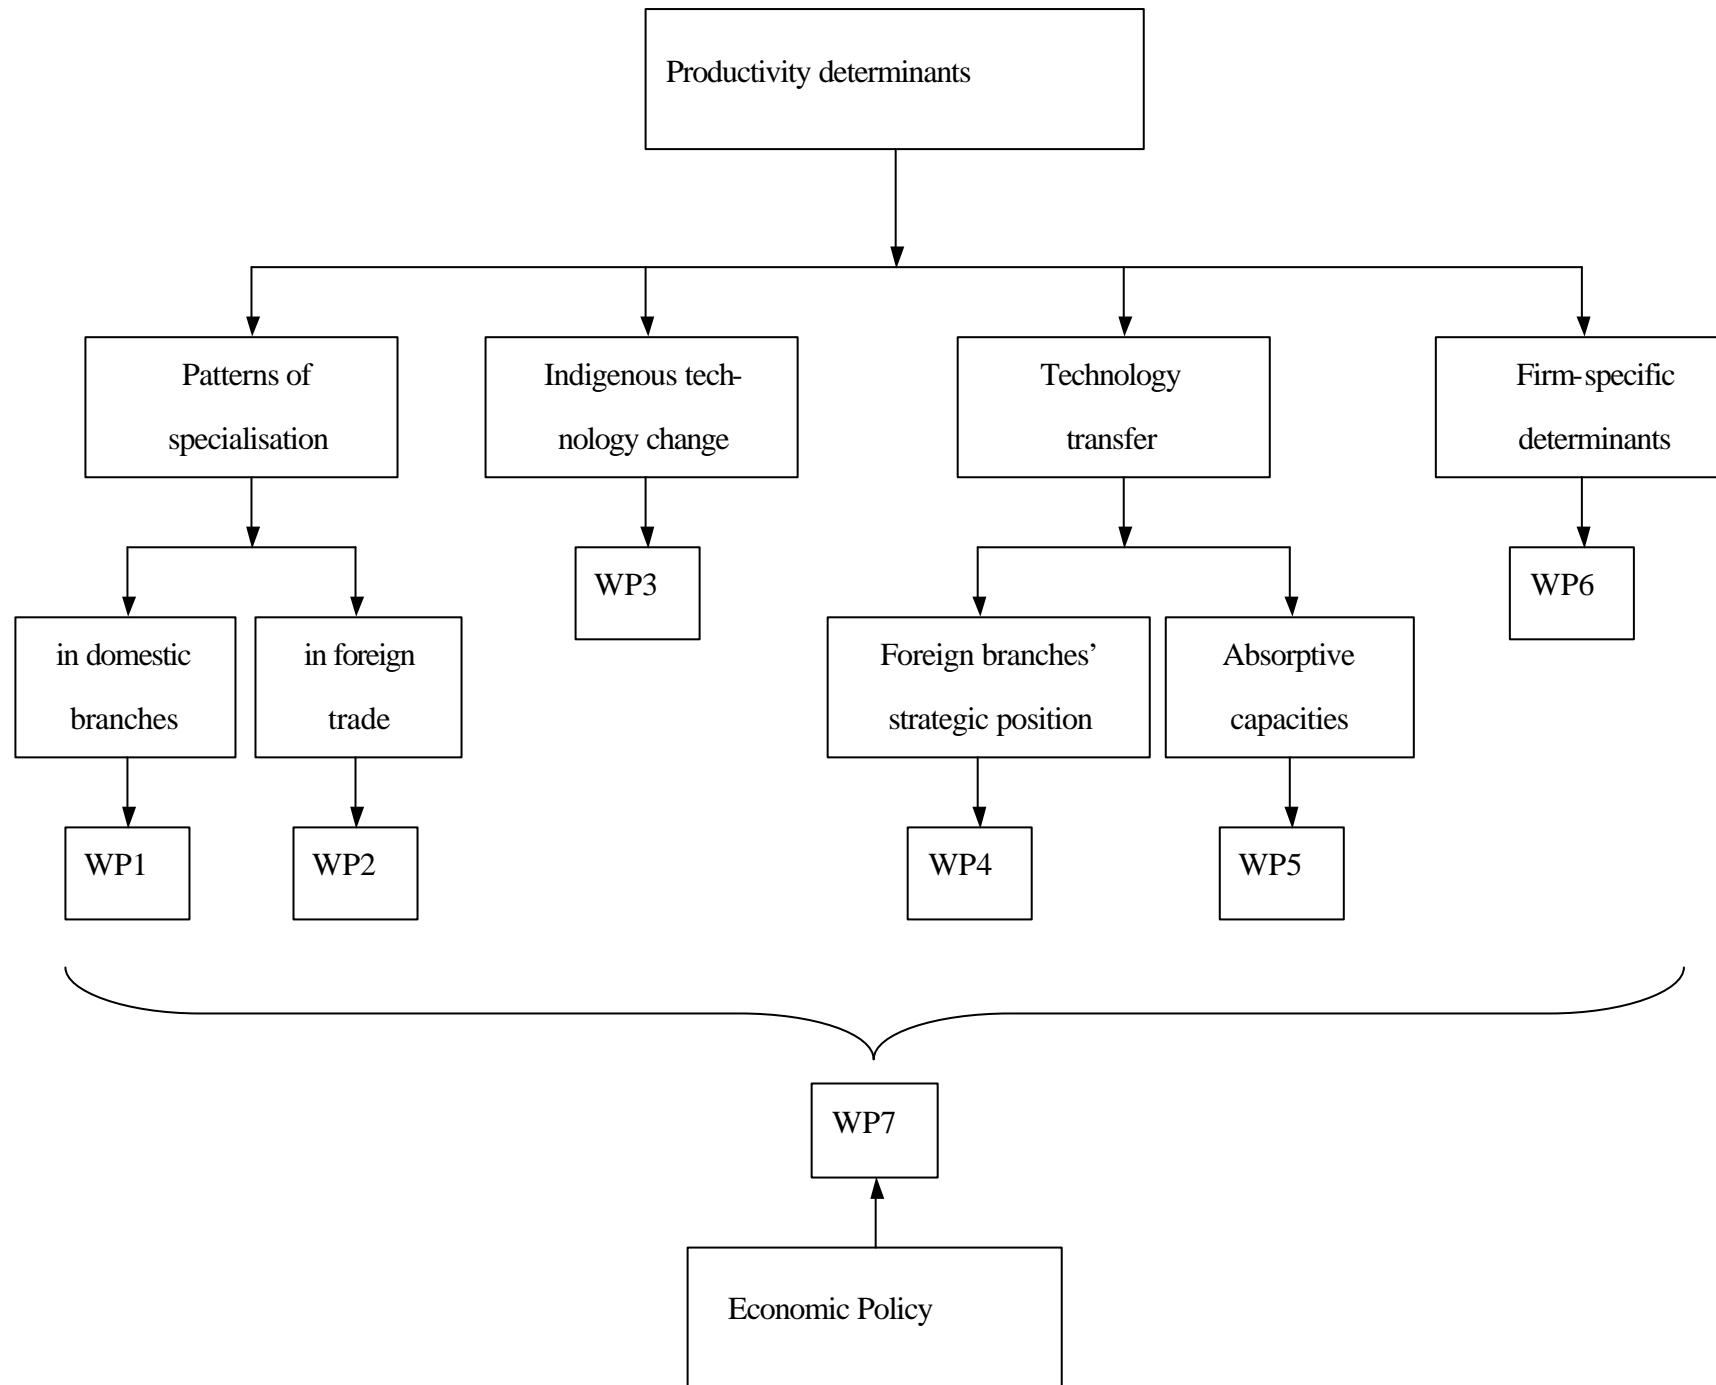 Productivity determinants
Patterns of
specialisation
Indigenous tech-
nology change
Technology
transfer
Firm-specific
determinants
WP3
WP6
in domestic
branches
in foreign
trade
Foreign branches’
strategic position
Absorptive
capacities
WP1
WP2
WP4
WP5
WP7
Economic Policy